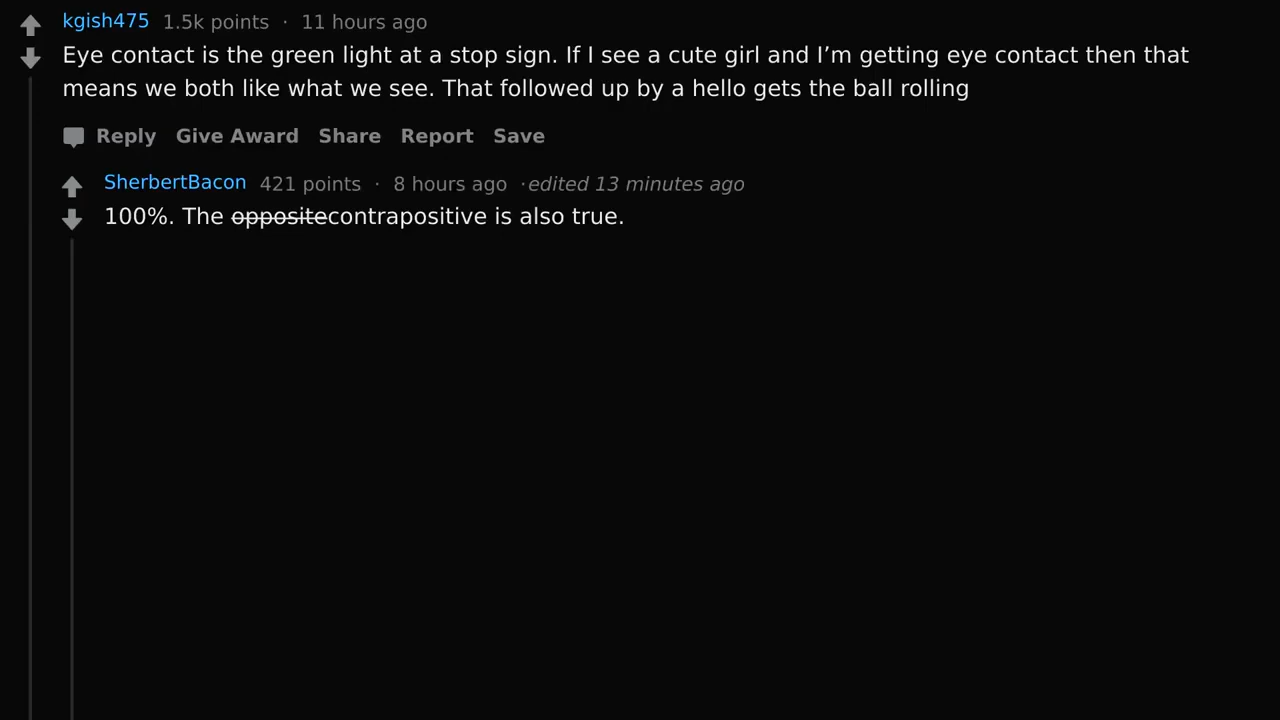 kgish475 1.5k points · 11 hours ago
Eye contact is the green light at a stop sign. If I see a cute girl and I’m getting eye contact then that
means we both like what we see. That followed up by a hello gets the ball rolling
Reply Give Award Share Report Save
SherbertBacon 421 points · 8 hours ago ·edited 13 minutes ago
100%. The oppositecontrapositive is also true.